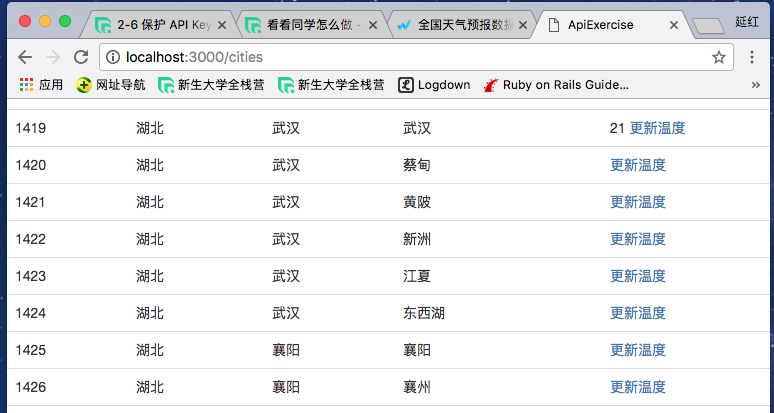 2-6 保护 API Key
看看同学怎么做 -
全国天气预报数据
ApiExercise
延红
localhost:3000/cities
应用
网址导航
新生大学全栈营
新生大学全栈营
Logdown
Ruby on Rails Guide...
»
1419 湖北 武汉 武汉 21 更新温度
1420 湖北 武汉 蔡甸 更新温度
1421 湖北 武汉 黄陂 更新温度
1422 湖北 武汉 新洲 更新温度
1423 湖北 武汉 江夏 更新温度
1424 湖北 武汉 东西湖 更新温度
1425 湖北 襄阳 襄阳 更新温度
1426 湖北 襄阳 襄州 更新温度